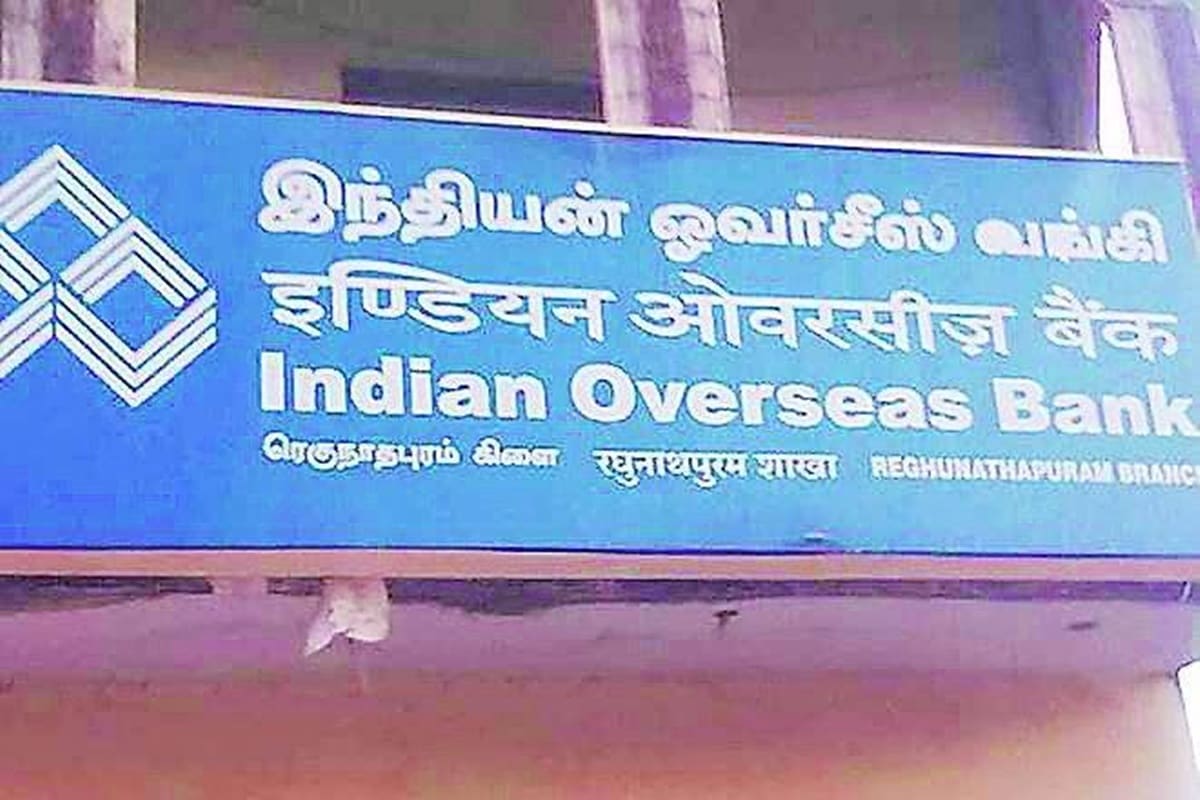 இந்தியன் ஓவர்சீஸ் வங்கி
इण्डियन ओवरसीज़ बैंक
Indian Overseas Bank
ரெகுநாதபுரம் கிளை रघुनाथपुरम शाखा REGHUNATHAPURAM BRANC